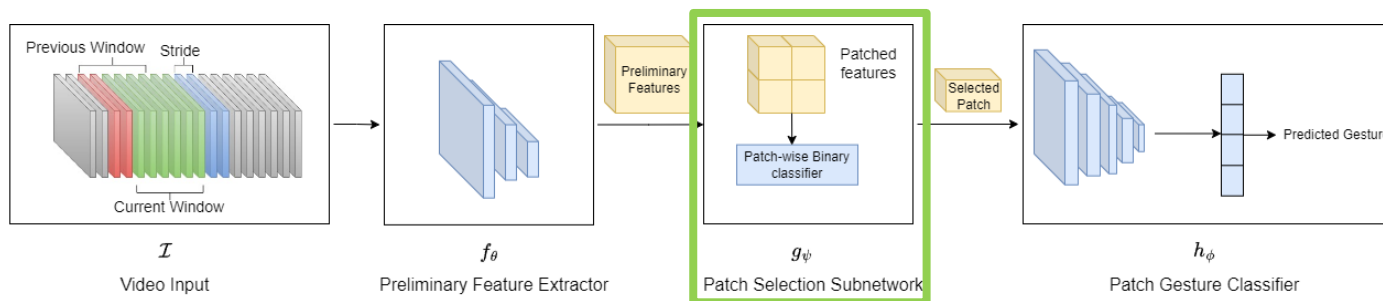 Previous Window
Stride
Current Window
Preliminary
Features
Patched
features
Patch-wise Binary
classifier
Selected
Patch
Predicted Gesture
𝓘
f_θ
g_ψ
h_ϕ
Video Input
Preliminary Feature Extractor
Patch Selection Subnetwork
Patch Gesture Classifier